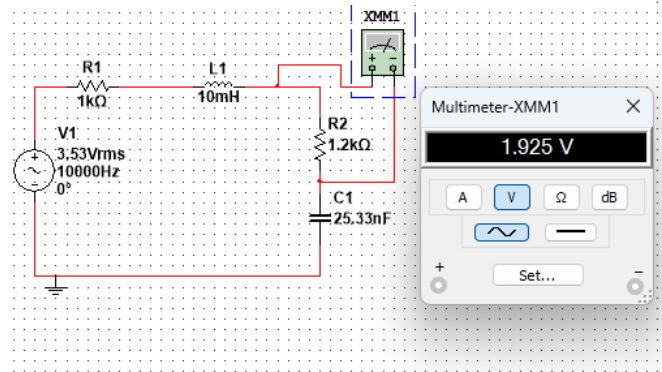 XMM1
R1
1kΩ
L1
10mH
V1
3.53Vrms
10000Hz
0°
R2
1.2kΩ
C1
25.33nF
Multimeter-XMM1
1.925 V
A V Ω dB
Set...